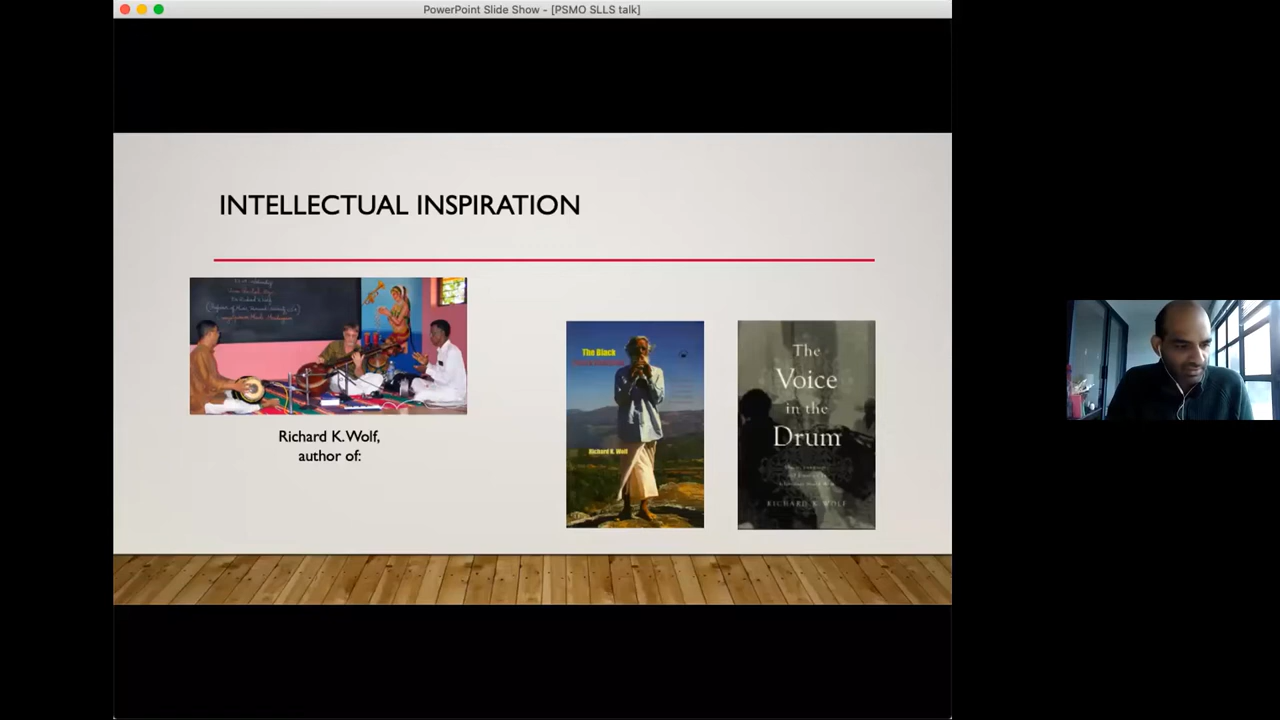 PowerPoint Slide Show - [PSMO SLLS talk]
INTELLECTUAL INSPIRATION
Richard K. Wolf,
author of:
The Black
Richard K. Wolf
The
Voice
in the
Drum
RICHARD K. WOLF